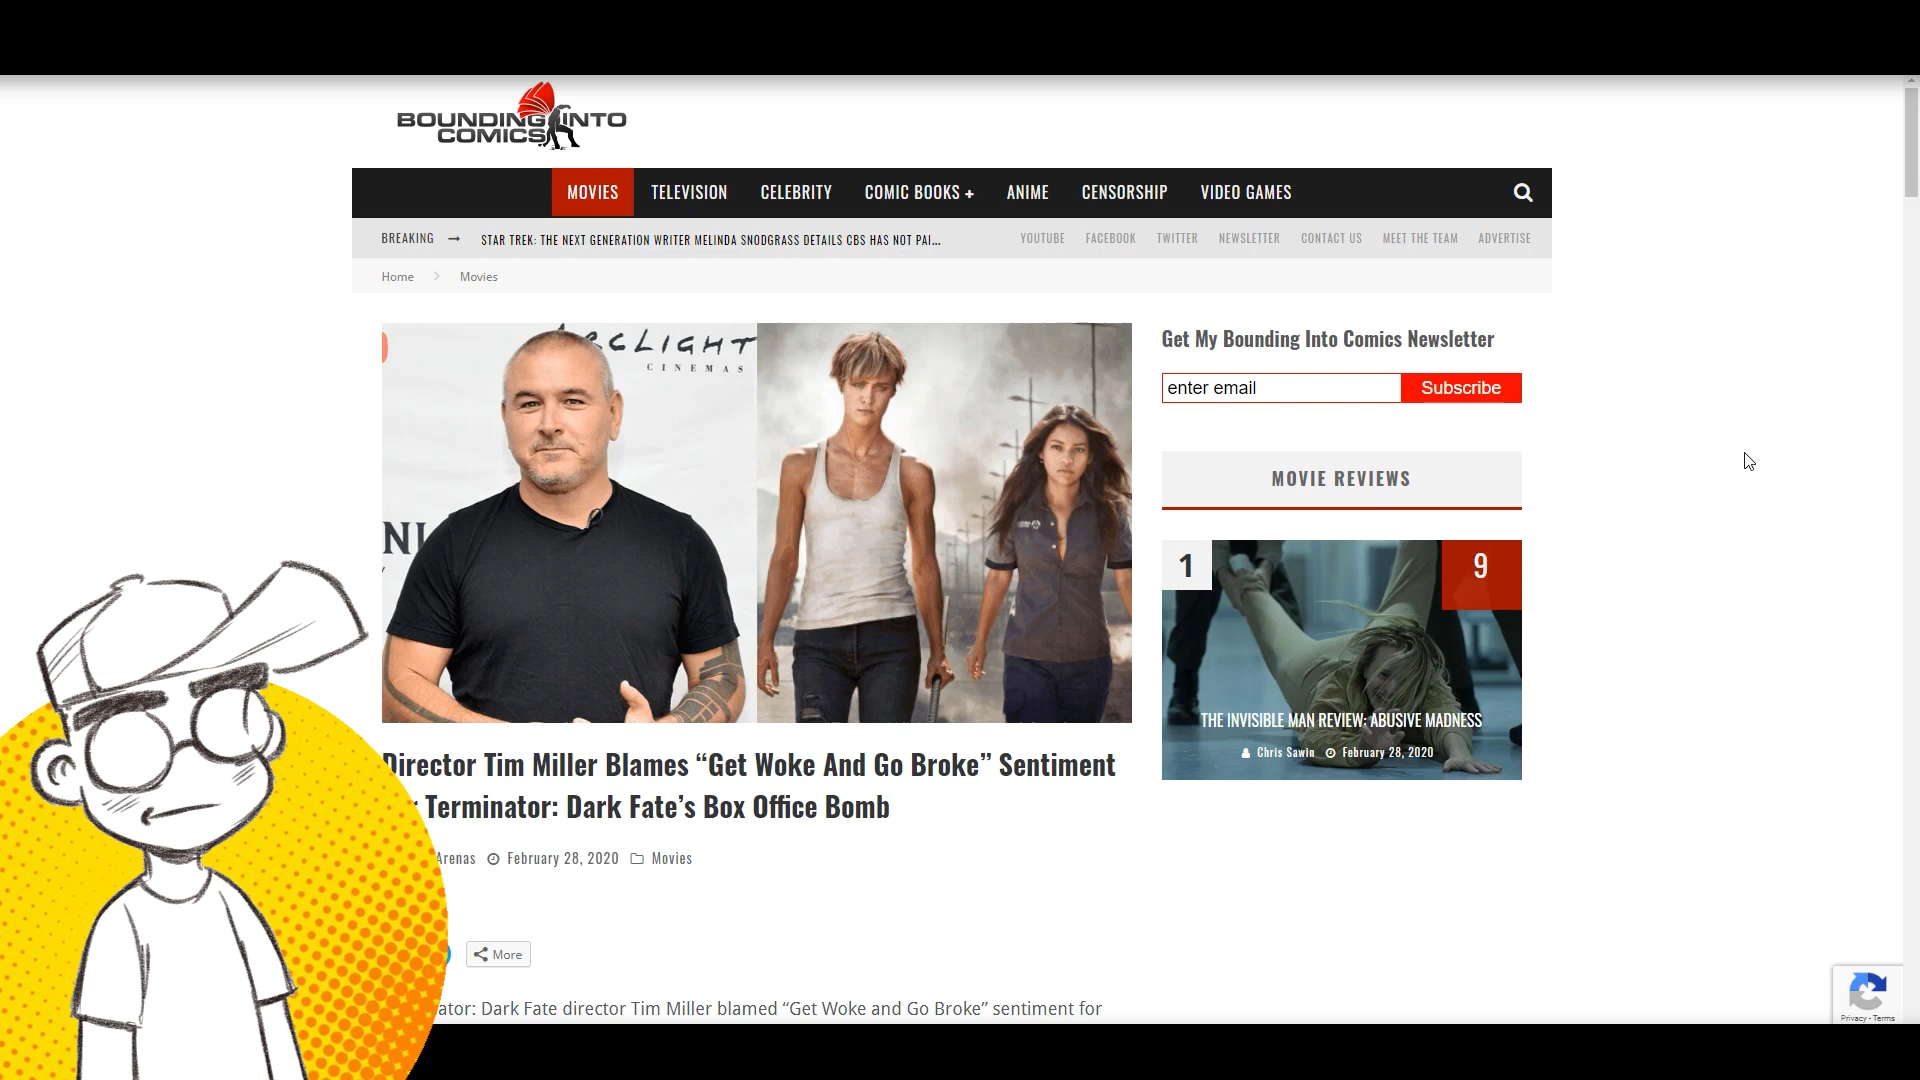 BOUNDING INTO
COMICS
MOVIES TELEVISION CELEBRITY COMIC BOOKS + ANIME CENSORSHIP VIDEO GAMES
BREAKING → STAR TREK: THE NEXT GENERATION WRITER MELINDA SNODGRASS DETAILS CBS HAS NOT PAI... YOUTUBE FACEBOOK TWITTER NEWSLETTER CONTACT US MEET THE TEAM ADVERTISE
Home > Movies
ARCLIGHT
CINEMAS
NI
Director Tim Miller Blames “Get Woke And Go Broke” Sentiment
Terminator: Dark Fate’s Box Office Bomb
Arenas February 28, 2020 Movies
More
ator: Dark Fate director Tim Miller blamed “Get Woke and Go Broke” sentiment for
Get My Bounding Into Comics Newsletter
enter email Subscribe
MOVIE REVIEWS
1 9
THE INVISIBLE MAN REVIEW: ABUSIVE MADNESS
Chris Sawin February 28, 2020
Privacy - Terms